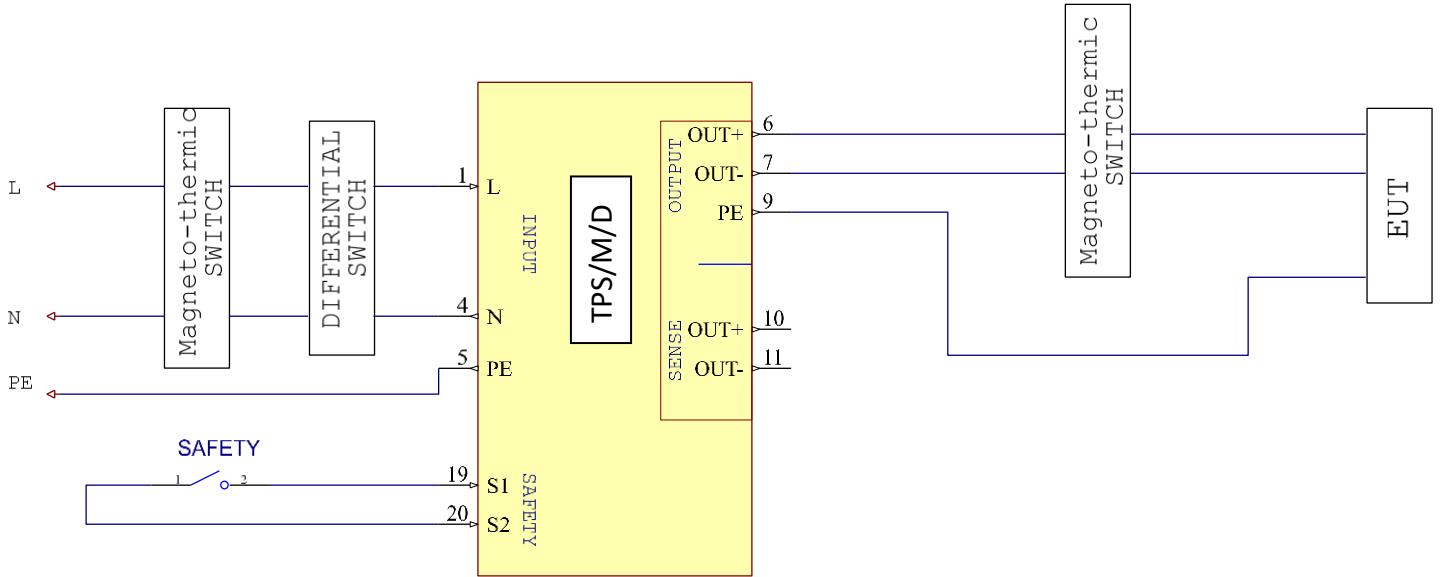 L
N
PE
Magneto-thermic
SWITCH
DIFFERENTIAL
SWITCH
SAFETY
1
2
1
4
5
19
20
L
N
PE
S1
S2
INPUT
SAFETY
TPS/M/D
OUTPUT
SENSE
OUT+
OUT-
PE
OUT+
OUT-
6
7
9
10
11
Magneto-thermic
SWITCH
EUT